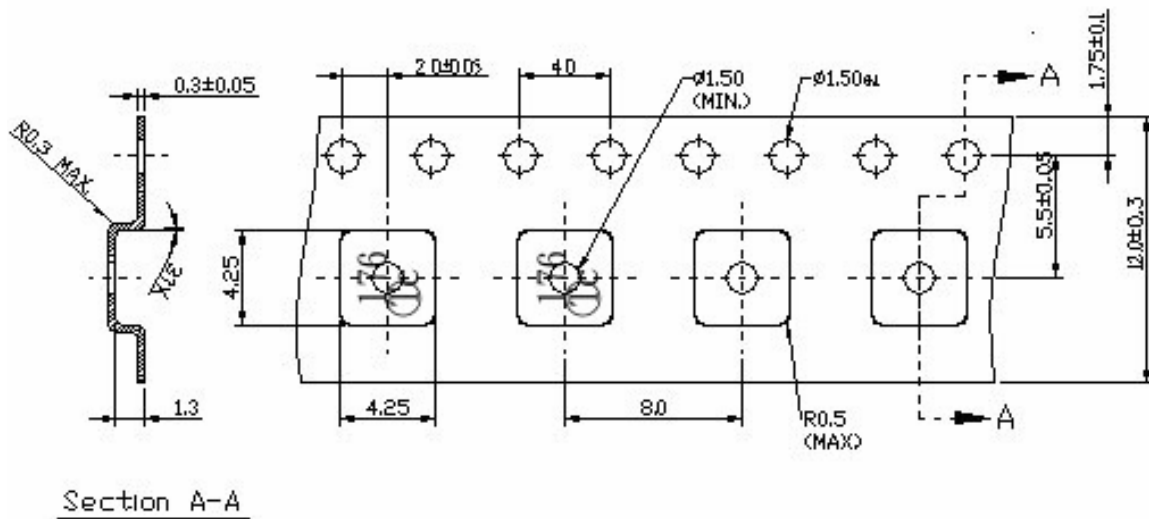 2.0±0.05
4.0
0.3±0.05
Ø1.50
(MIN.)
Ø1.50
A
1.75±0.1
R0.3 MAX.
5.5±0.05
12.0±0.3
4.25
176
176
1.3
4.25
8.0
R0.5
(MAX)
A
Section A-A